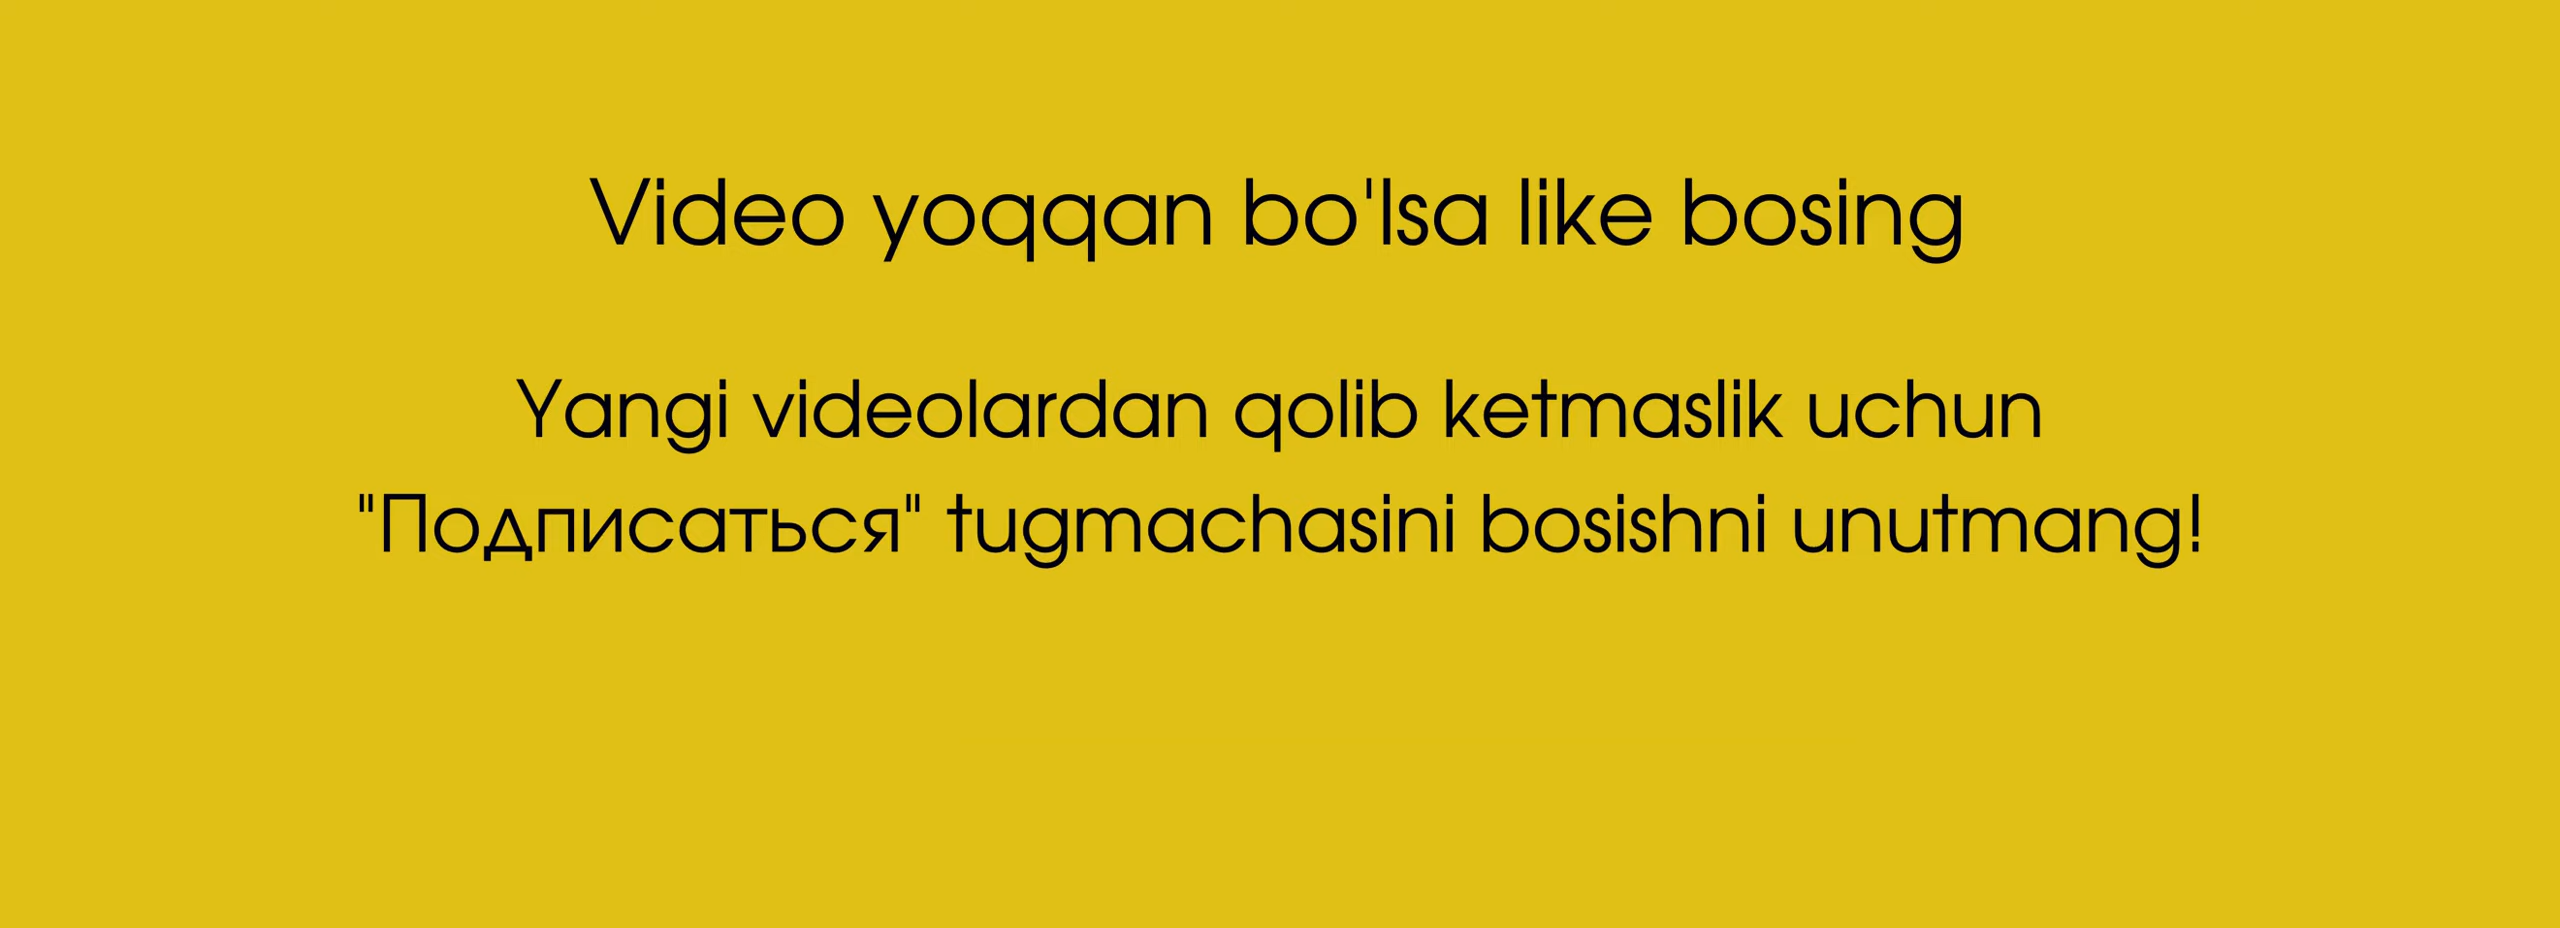 Video yoqqan bo'lsa like bosing
Yangi videolardan qolib ketmaslik uchun
"Подписаться" tugmachasini bosishni unutmang!